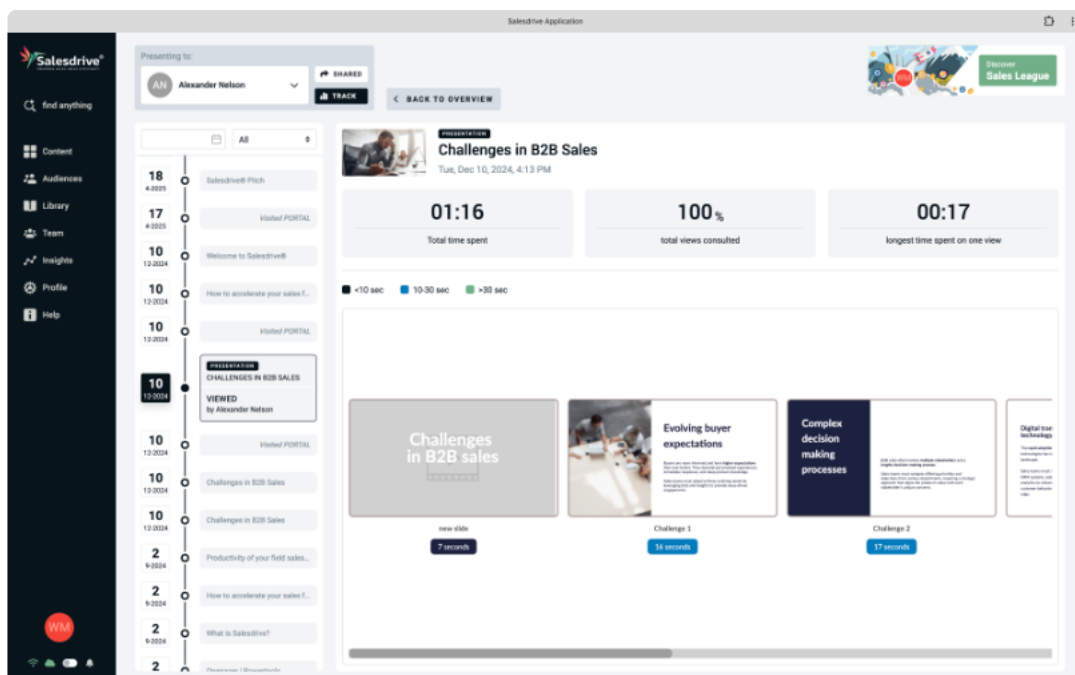 Salesdrive Application
Salesdrive®
find anything
Content
Audiences
Library
Team
Insights
Profile
Help
WM
Presenting to:
AN
Alexander Nelson
SHARED
TRACK
BACK TO OVERVIEW
WM
Discover
Sales League
All
18
4-2025
Salesdrive® Pitch
17
4-2025
Visited PORTAL
10
12-2024
Welcome to Salesdrive®
10
12-2024
How to accelerate your sales f...
10
12-2024
Visited PORTAL
10
12-2024
PRESENTATION
CHALLENGES IN B2B SALES
VIEWED
by Alexander Nelson
10
12-2024
Visited PORTAL
10
12-2024
Challenges in B2B Sales
10
12-2024
Challenges in B2B Sales
2
9-2024
Productivity of your field sales...
2
9-2024
How to accelerate your sales f...
2
9-2024
What is Salesdrive?
2
PRESENTATION
Challenges in B2B Sales
Tue, Dec 10, 2024, 4:13 PM
01:16
Total time spent
100 %
total views consulted
00:17
longest time spent on one view
<10 sec
10-30 sec
>30 sec
Challenges
in B2B sales
new slide
7 seconds
Evolving buyer
expectations
Challenge 1
16 seconds
Complex
decision
making
processes
Challenge 2
17 seconds
Digital tran
technology